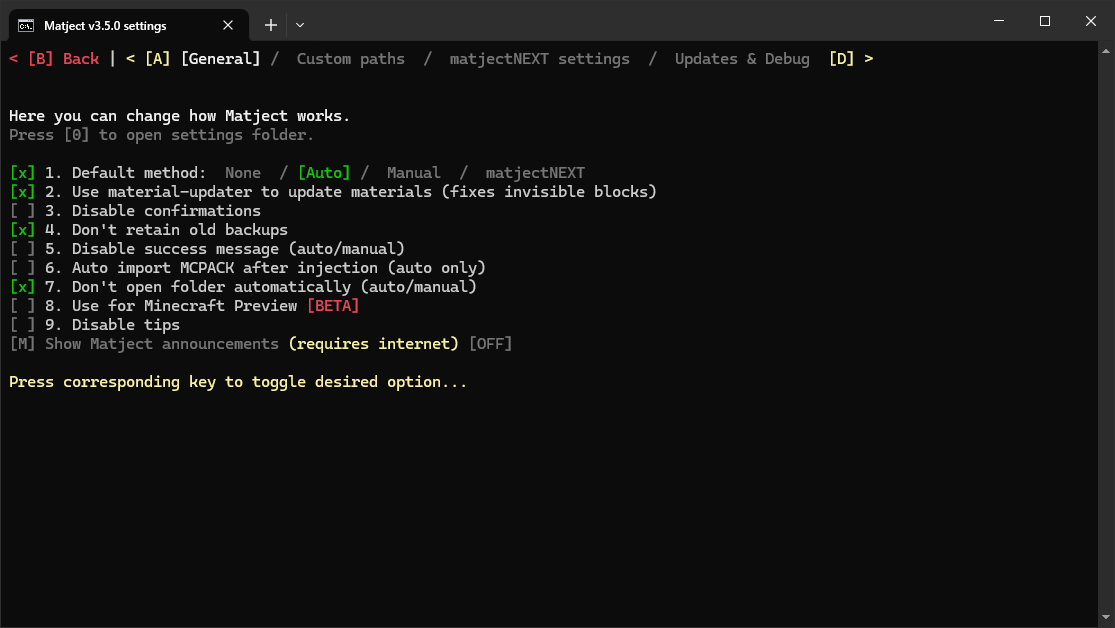 Matject v3.5.0 settings
< [B] Back | < [A] [General] /  Custom paths  /  matjectNEXT settings  /  Updates & Debug  [D] >
Here you can change how Matject works.
Press [0] to open settings folder.
[x] 1. Default method:  None  / [Auto] /  Manual  /  matjectNEXT
[x] 2. Use material-updater to update materials (fixes invisible blocks)
[ ] 3. Disable confirmations
[x] 4. Don't retain old backups
[ ] 5. Disable success message (auto/manual)
[ ] 6. Auto import MCPACK after injection (auto only)
[x] 7. Don't open folder automatically (auto/manual)
[ ] 8. Use for Minecraft Preview [BETA]
[ ] 9. Disable tips
[M] Show Matject announcements (requires internet) [OFF]
Press corresponding key to toggle desired option...